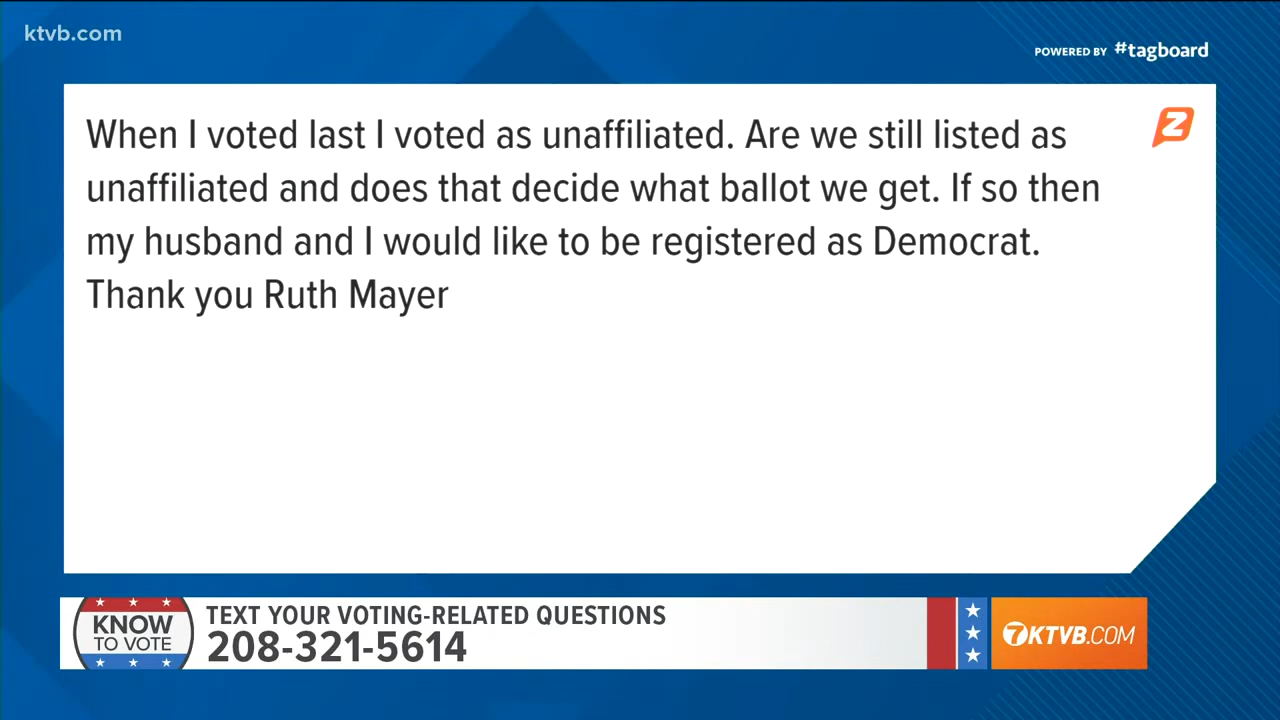 ktvb.com
POWERED BY #tagboard
When I voted last I voted as unaffiliated. Are we still listed as
unaffiliated and does that decide what ballot we get. If so then
my husband and I would like to be registered as Democrat.
Thank you Ruth Mayer
KNOW
TO VOTE
TEXT YOUR VOTING-RELATED QUESTIONS
208-321-5614
7KTVB.COM